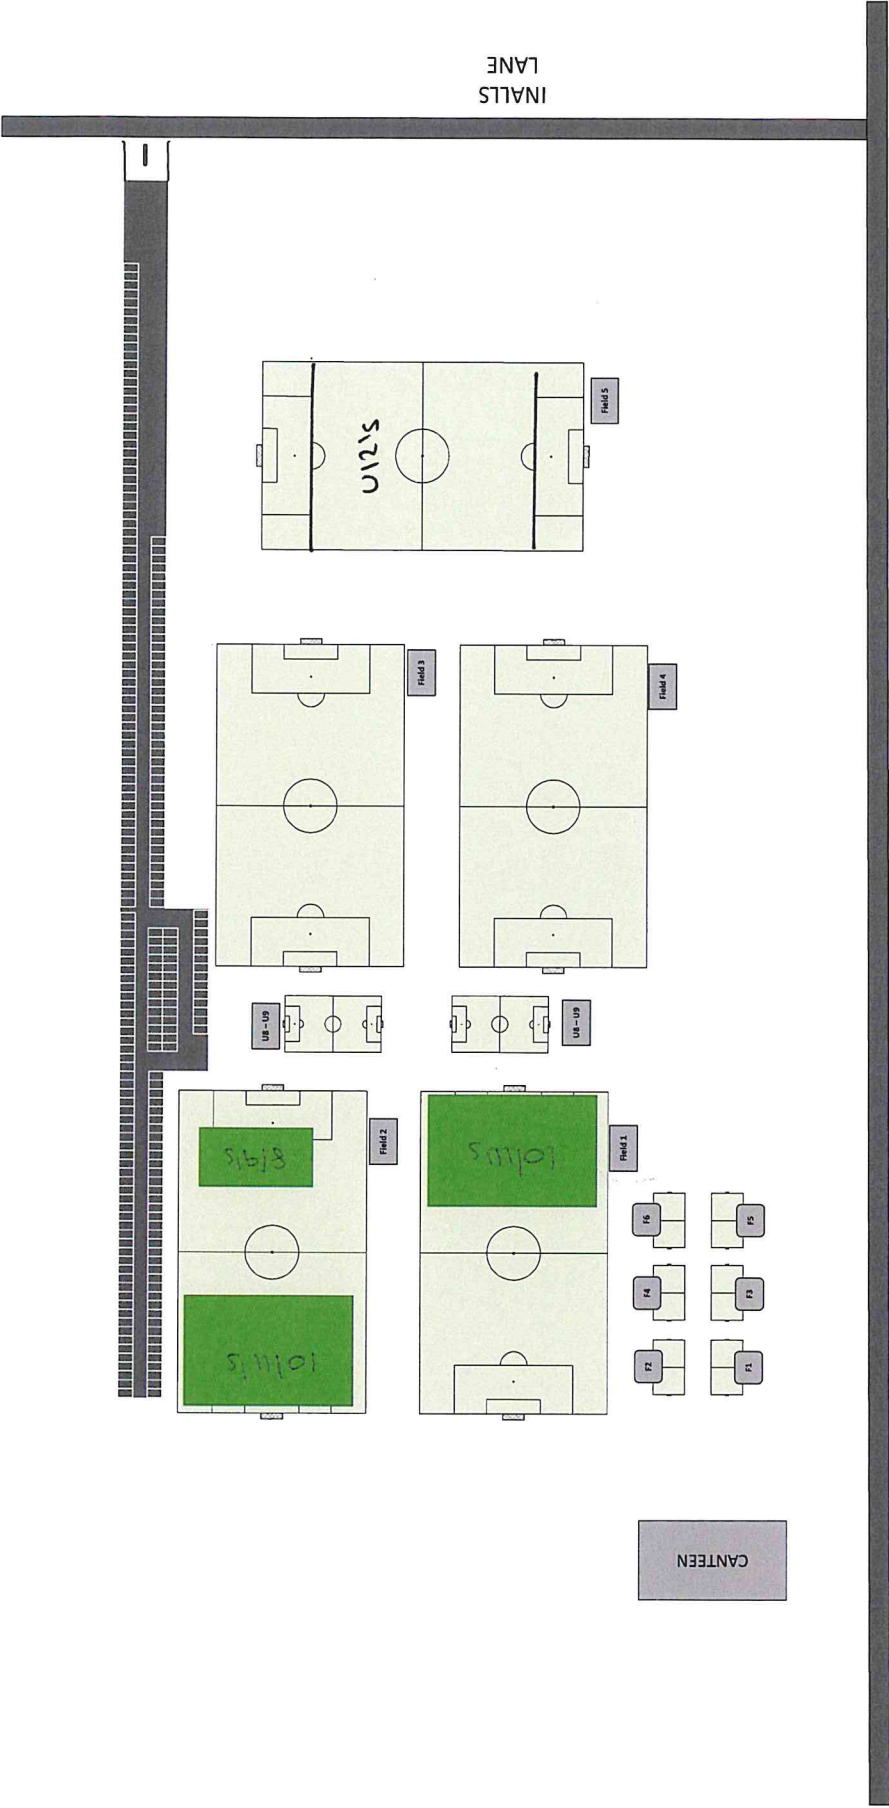 INALLS
LANE
Field 5
U12's
Field 3
Field 4
U8 – U9
U8 – U9
Field 2
8/9's
Field 1
10/11's
10/11's
F6
F5
F4
F3
F2
F1
CANTEEN